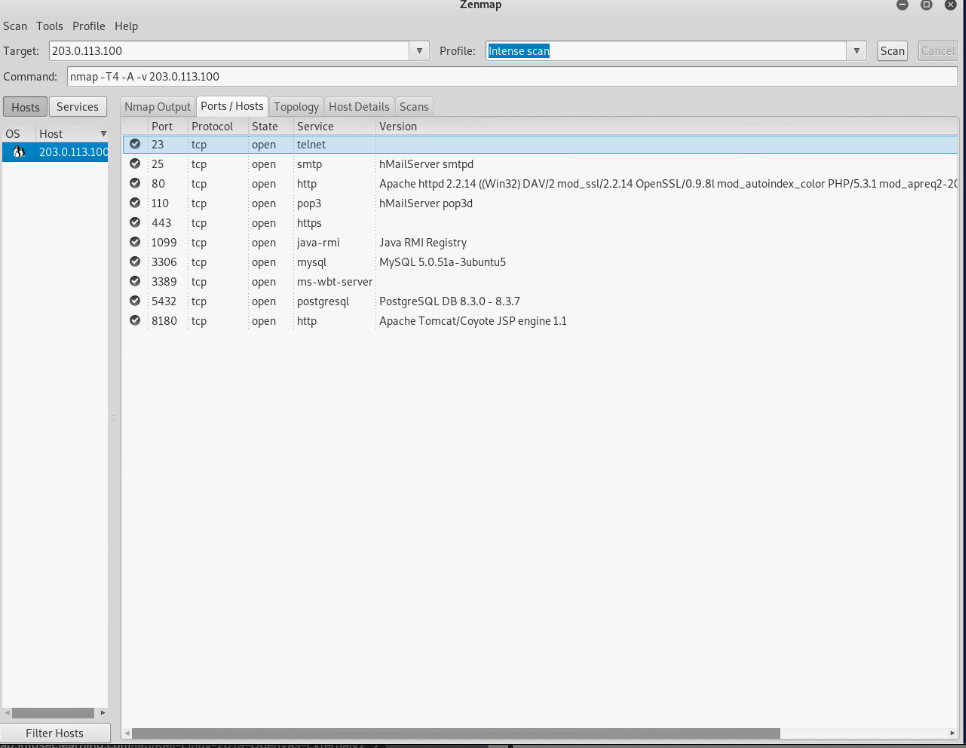 Zenmap
Scan Tools Profile Help
Target: 203.0.113.100 Profile: Intense scan Scan Cancel
Command: nmap -T4 -A -v 203.0.113.100
Hosts Services Nmap Output Ports / Hosts Topology Host Details Scans
OS Host
203.0.113.100
Port Protocol State Service Version
23 tcp open telnet
25 tcp open smtp hMailServer smtpd
80 tcp open http Apache httpd 2.2.14 ((Win32) DAV/2 mod_ssl/2.2.14 OpenSSL/0.9.8l mod_autoindex_color PHP/5.3.1 mod_apreq2-20
110 tcp open pop3 hMailServer pop3d
443 tcp open https
1099 tcp open java-rmi Java RMI Registry
3306 tcp open mysql MySQL 5.0.51a-3ubuntu5
3389 tcp open ms-wbt-server
5432 tcp open postgresql PostgreSQL DB 8.3.0 - 8.3.7
8180 tcp open http Apache Tomcat/Coyote JSP engine 1.1
Filter Hosts